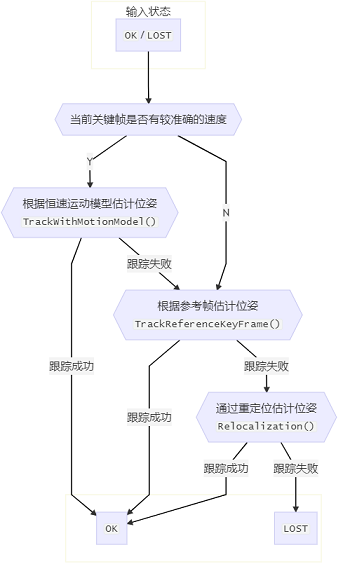 输入状态
OK / LOST
当前关键帧是否有较准确的速度
Y
N
根据恒速运动模型估计位姿
TrackWithMotionModel()
跟踪失败
根据参考帧估计位姿
TrackReferenceKeyFrame()
跟踪成功
跟踪失败
跟踪成功
通过重定位估计位姿
Relocalization()
跟踪成功
跟踪失败
OK
LOST